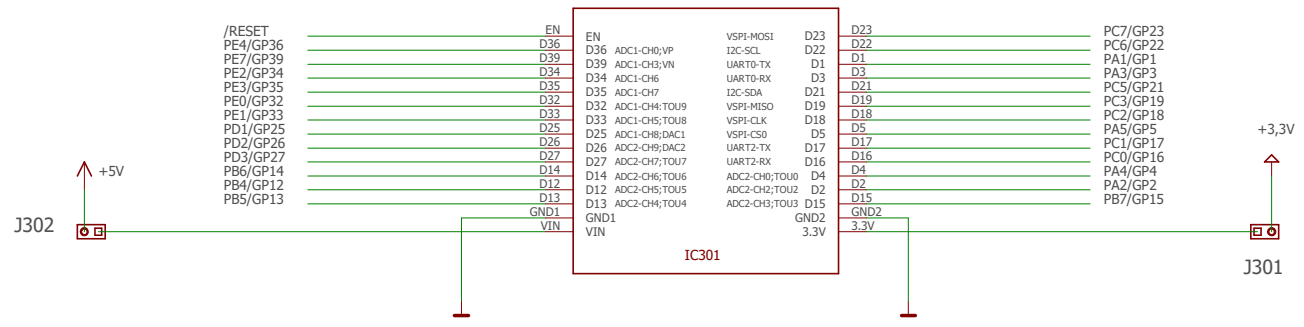 /RESET EN EN VSPI-MOSI D23 D23 PC7/GP23
PE4/GP36 D36 D36 ADC1-CH0;VP I2C-SCL D22 D22 PC6/GP22
PE7/GP39 D39 D39 ADC1-CH3;VN UART0-TX D1 D1 PA1/GP1
PE2/GP34 D34 D34 ADC1-CH6 UART0-RX D3 D3 PA3/GP3
PE3/GP35 D35 D35 ADC1-CH7 I2C-SDA D21 D21 PC5/GP21
PE0/GP32 D32 D32 ADC1-CH4:TOU9 VSPI-MISO D19 D19 PC3/GP19
PE1/GP33 D33 D33 ADC1-CH5;TOU8 VSPI-CLK D18 D18 PC2/GP18
PD1/GP25 D25 D25 ADC1-CH8;DAC1 VSPI-CS0 D5 D5 PA5/GP5
PD2/GP26 D26 D26 ADC2-CH9;DAC2 UART2-TX D17 D17 PC1/GP17 +3,3V
PD3/GP27 D27 D27 ADC2-CH7;TOU7 UART2-RX D16 D16 PC0/GP16
+5V PB6/GP14 D14 D14 ADC2-CH6;TOU6 ADC2-CH0;TOU0 D4 D4 PA4/GP4
PB4/GP12 D12 D12 ADC2-CH5;TOU5 ADC2-CH2;TOU2 D2 D2 PA2/GP2
PB5/GP13 D13 D13 ADC2-CH4;TOU4 ADC2-CH3;TOU3 D15 D15 PB7/GP15
GND1 GND1 GND2 GND2
J302 VIN VIN 3.3V 3.3V
IC301
J301